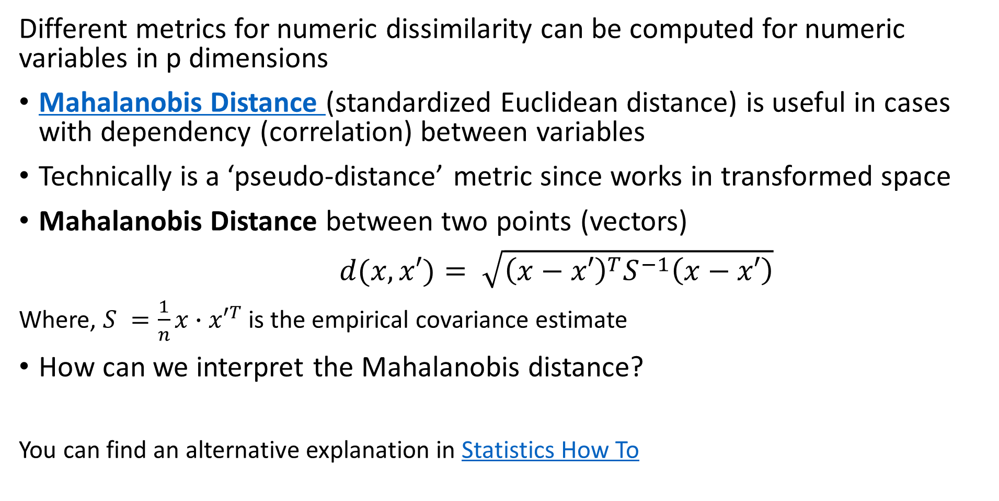 Different metrics for numeric dissimilarity can be computed for numeric
variables in p dimensions
• Mahalanobis Distance (standardized Euclidean distance) is useful in cases
with dependency (correlation) between variables
• Technically is a ‘pseudo-distance’ metric since works in transformed space
• Mahalanobis Distance between two points (vectors)
d(x, x′) = √(x − x′)ᵀS⁻¹(x − x′)
Where, S = 1/n x · x′ᵀ is the empirical covariance estimate
• How can we interpret the Mahalanobis distance?
You can find an alternative explanation in Statistics How To